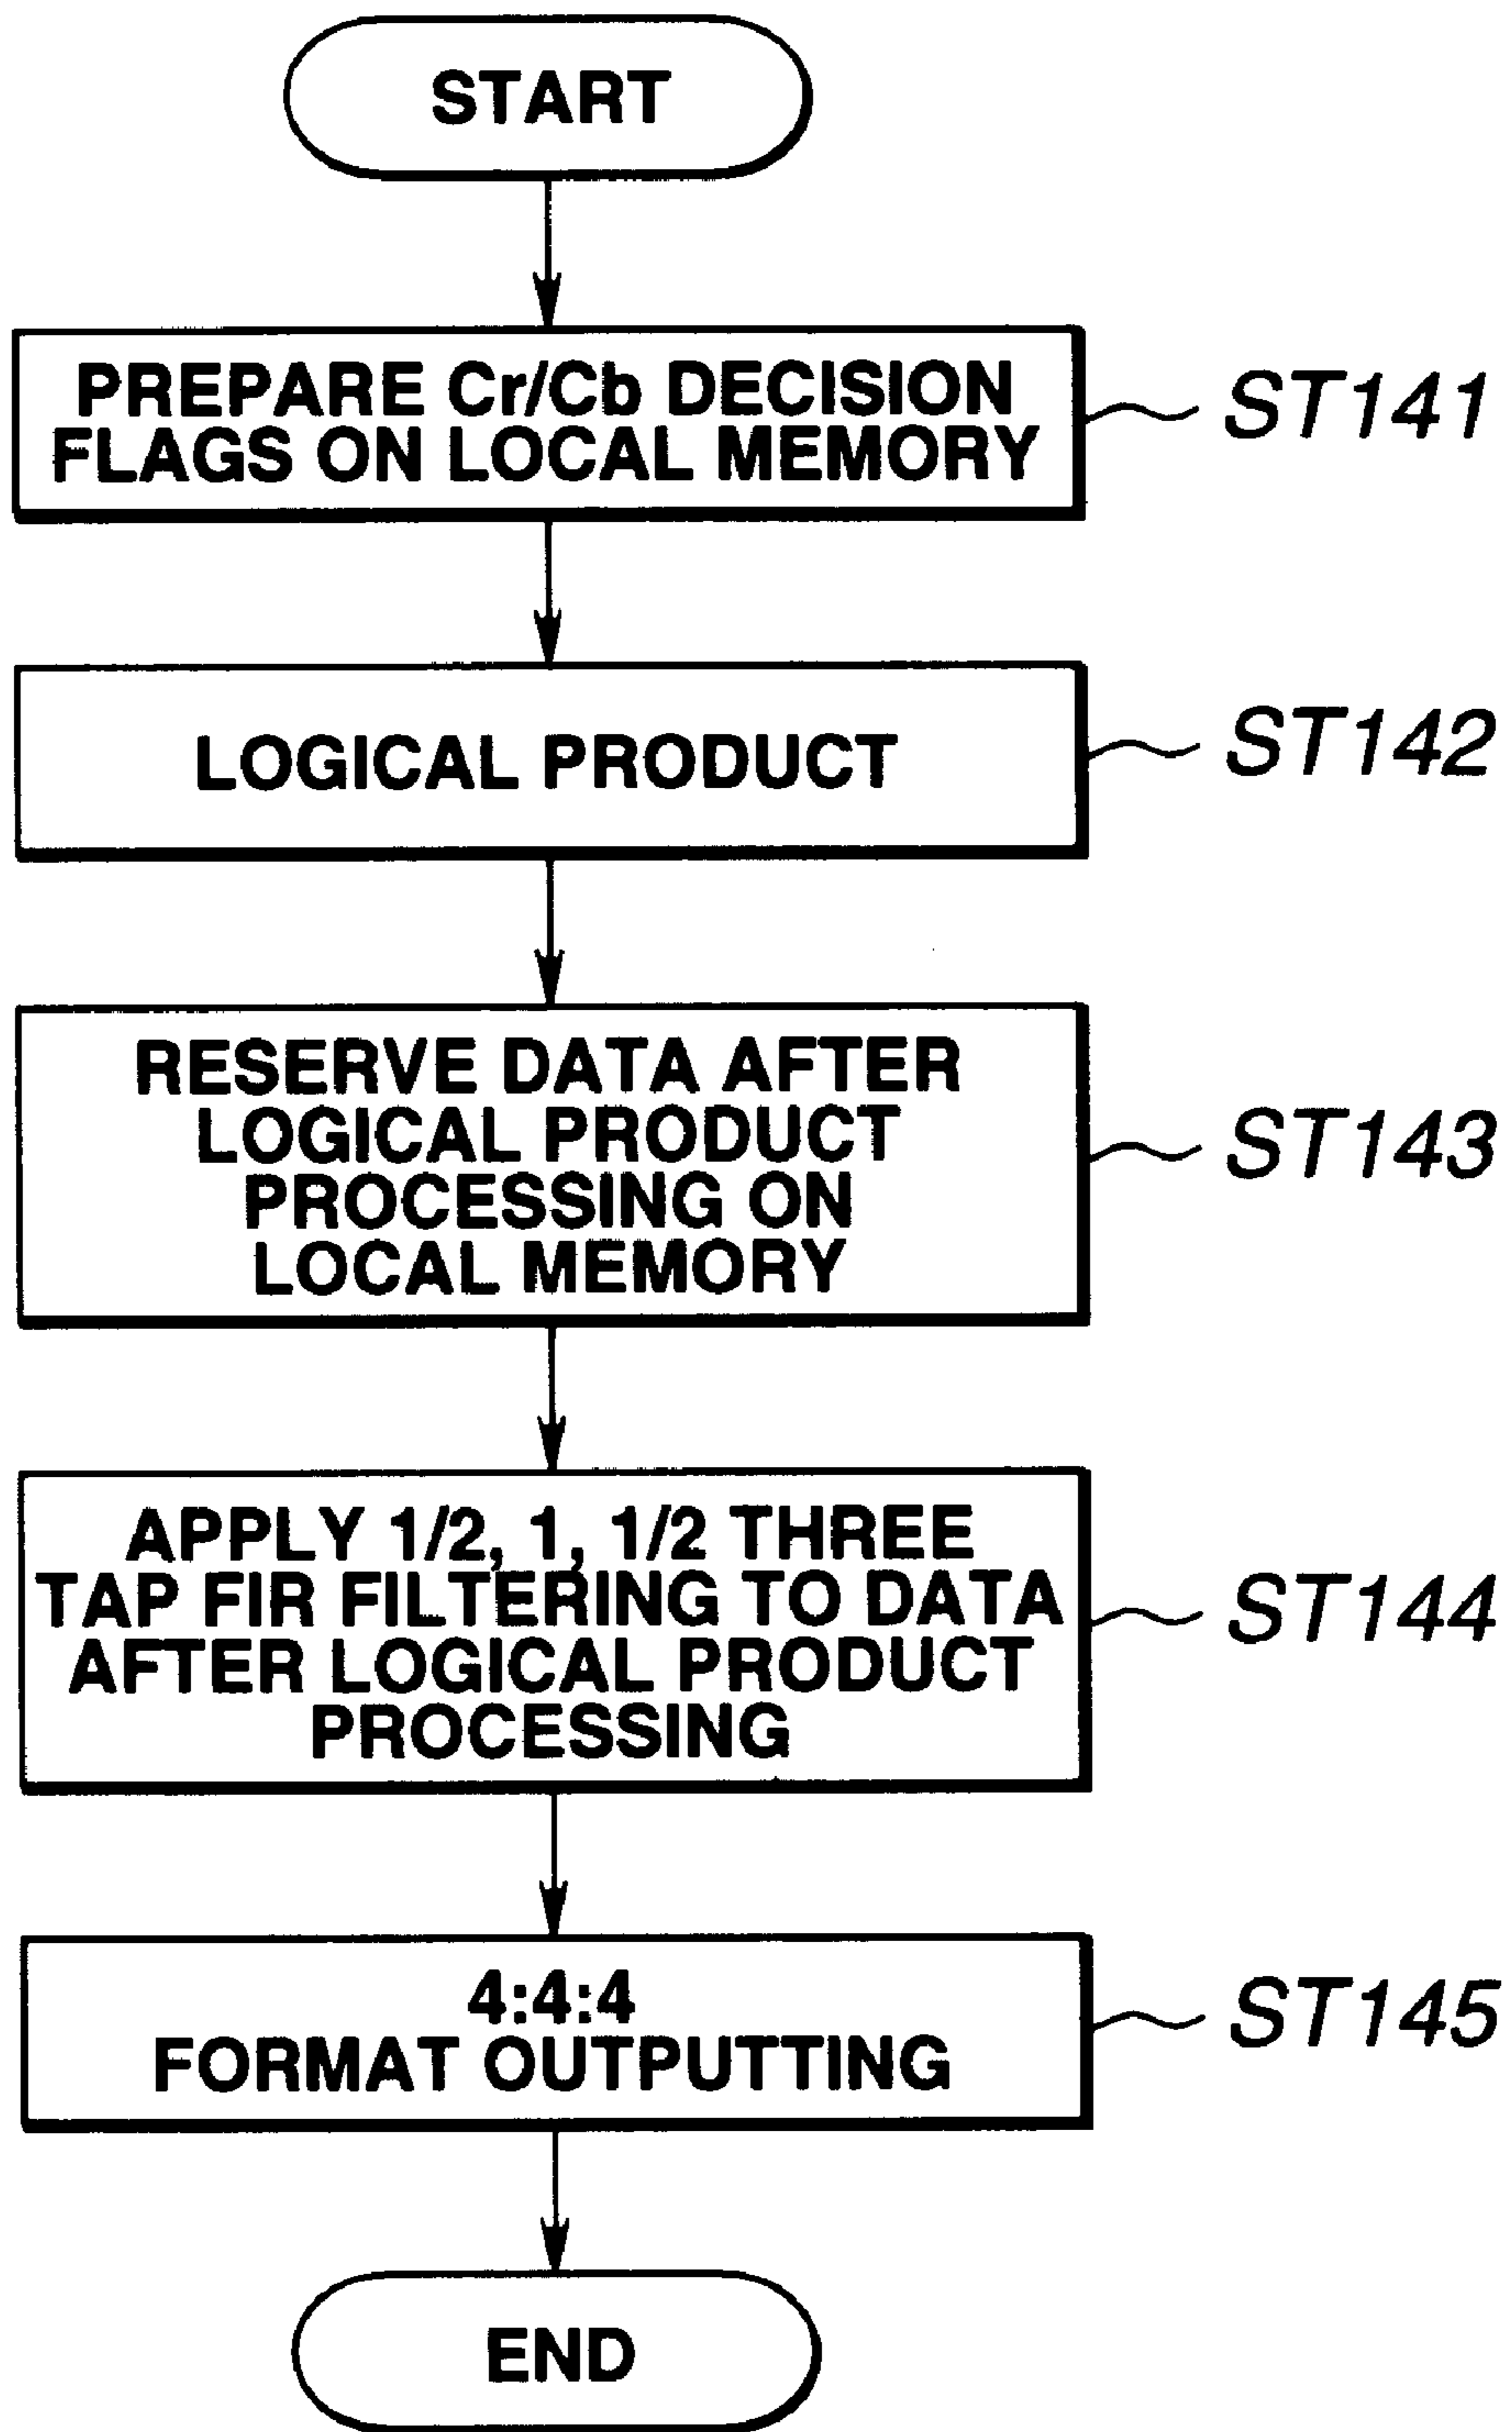 START
PREPARE Cr/Cb DECISION
FLAGS ON LOCAL MEMORY
ST141
LOGICAL PRODUCT
ST142
RESERVE DATA AFTER
LOGICAL PRODUCT
PROCESSING ON
LOCAL MEMORY
ST143
APPLY 1/2, 1, 1/2 THREE
TAP FIR FILTERING TO DATA
AFTER LOGICAL PRODUCT
PROCESSING
ST144
4:4:4
FORMAT OUTPUTTING
ST145
END